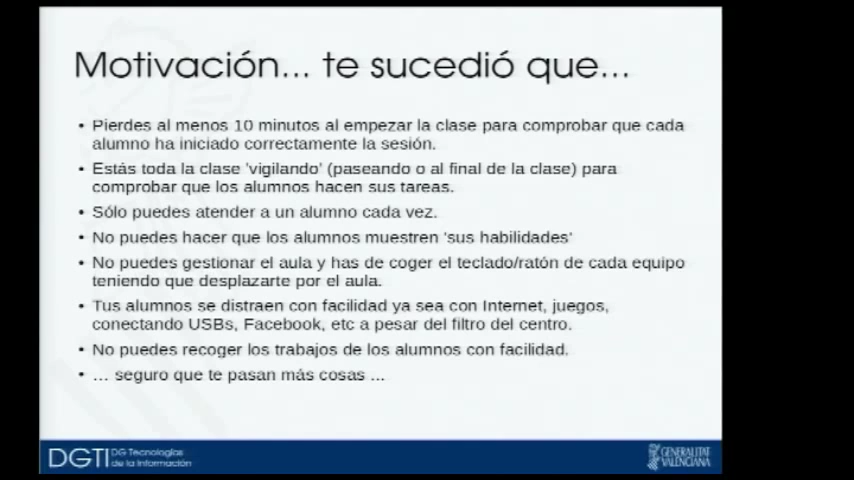 Motivación... te sucedió que...
• Pierdes al menos 10 minutos al empezar la clase para comprobar que cada
alumno ha iniciado correctamente la sesión.
• Estás toda la clase 'vigilando' (paseando o al final de la clase) para
comprobar que los alumnos hacen sus tareas.
• Sólo puedes atender a un alumno cada vez.
• No puedes hacer que los alumnos muestren 'sus habilidades'
• No puedes gestionar el aula y has de coger el teclado/ratón de cada equipo
teniendo que desplazarte por el aula.
• Tus alumnos se distraen con facilidad ya sea con Internet, juegos,
conectando USBs, Facebook, etc a pesar del filtro del centro.
• No puedes recoger los trabajos de los alumnos con facilidad.
• ... seguro que te pasan más cosas ...
DGTI DG Tecnologías
de la Información
GENERALITAT
VALENCIANA